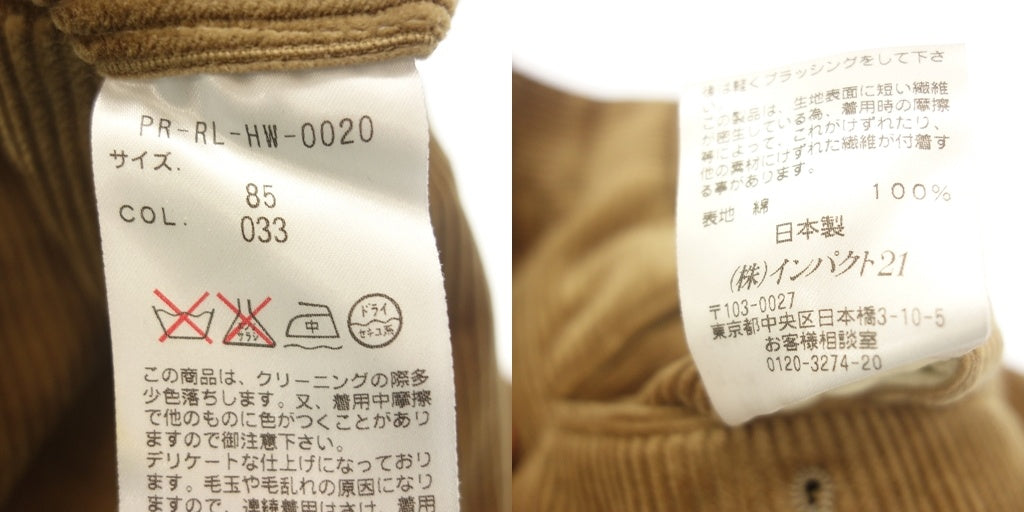 PR-RL-HW-0020
サイズ.
85
COL. 033
中
ドライ
セキユ系
この商品は、クリーニングの際多
少色落ちします。又、着用中摩擦
で他のものに色がつくことがあり
ますので御注意下さい。
デリケートな仕上げになっており
ます。毛玉や毛乱れの原因になり
ますので、連続着用はさけ、着用
後は軽くブラッシングをして下さ
い。
この製品は、生地表面に短い繊維
が産生している為、着用時の摩擦
等によって、これがけずれたり、
他の素材にけずれた繊維が付着す
る事があります。
表地 綿 100%
日本製
(株)インパクト21
〒103-0027
東京都中央区日本橋3-10-5
お客様相談室
0120-3274-20